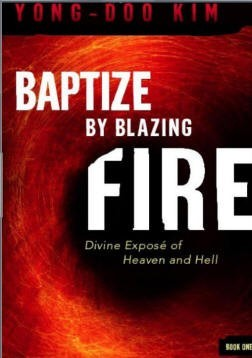 YONG-DOO KIM
BAPTIZE
BY BLAZING
FIRE
Divine Exposé of
Heaven and Hell
BOOK ONE